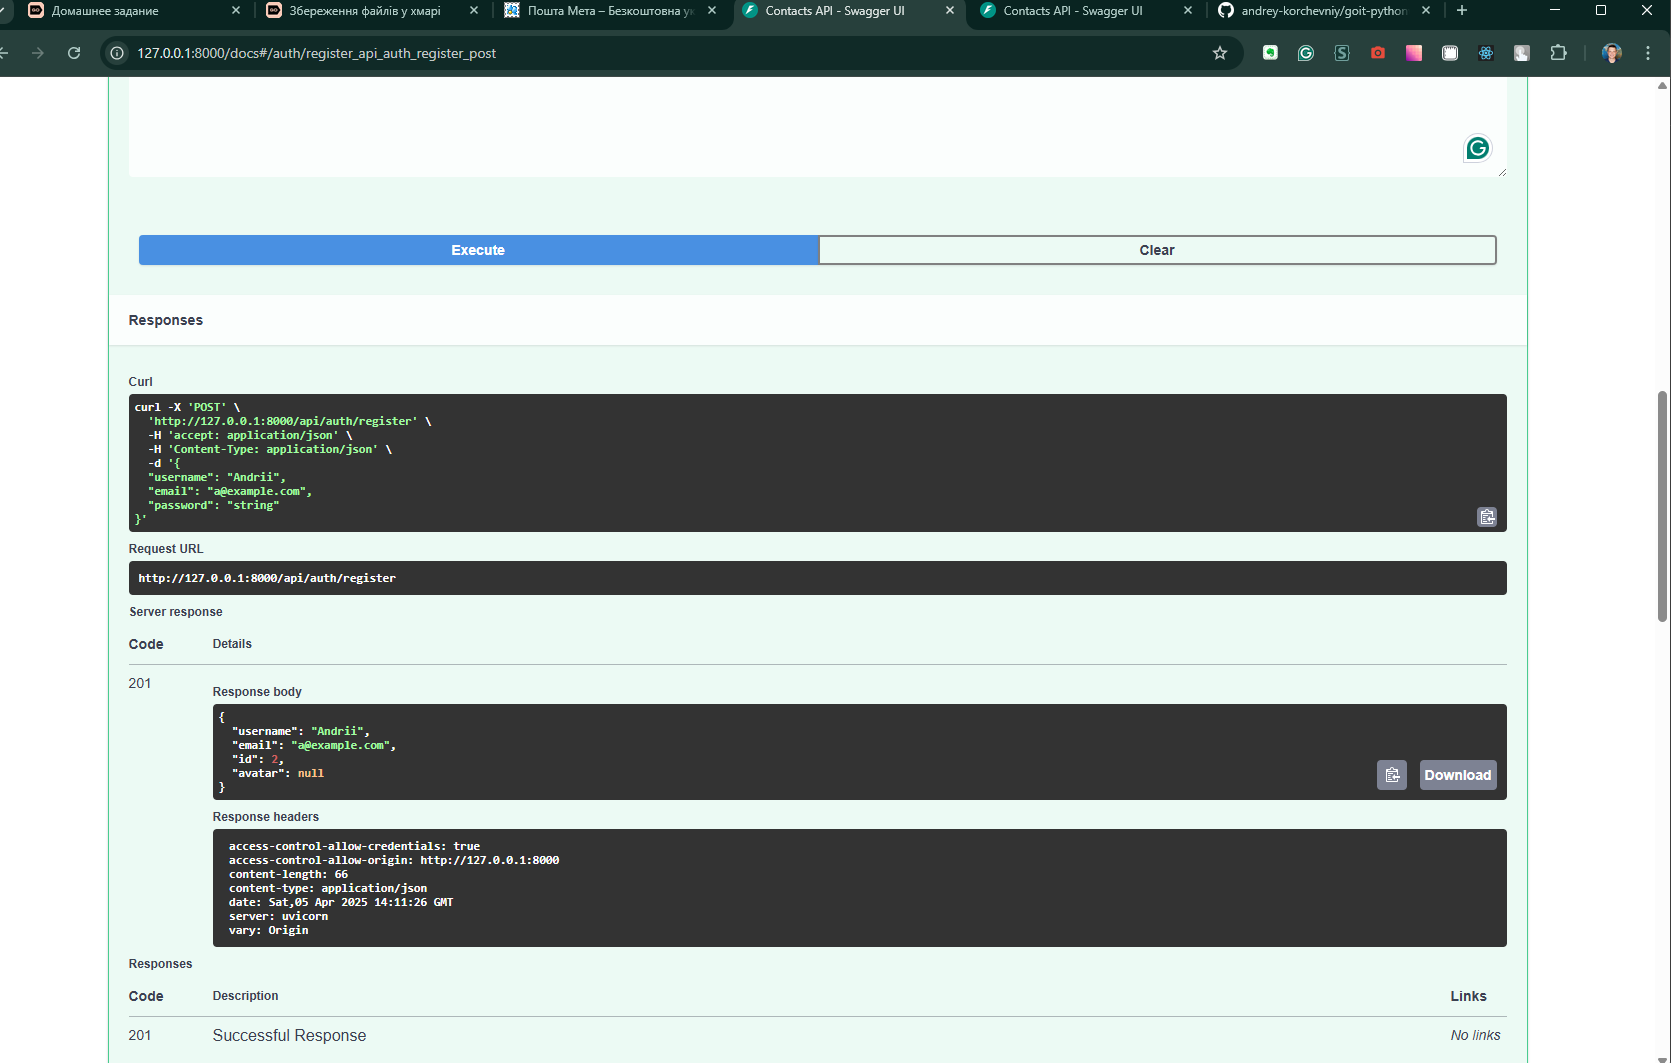 Домашнее задание
Збереження файлів у хмарі
Пошта Мета – Безкоштовна ук
Contacts API - Swagger UI
Contacts API - Swagger UI
andrey-korchevniy/goit-python
127.0.0.1:8000/docs#/auth/register_api_auth_register_post
Execute
Clear
Responses
Curl
curl -X 'POST' \
'http://127.0.0.1:8000/api/auth/register' \
-H 'accept: application/json' \
-H 'Content-Type: application/json' \
-d '{
"username": "Andrii",
"email": "a@example.com",
"password": "string"
}'
Request URL
http://127.0.0.1:8000/api/auth/register
Server response
Code
Details
201
Response body
{
"username": "Andrii",
"email": "a@example.com",
"id": 2,
"avatar": null
}
Download
Response headers
access-control-allow-credentials: true
access-control-allow-origin: http://127.0.0.1:8000
content-length: 66
content-type: application/json
date: Sat,05 Apr 2025 14:11:26 GMT
server: uvicorn
vary: Origin
Responses
Code
Description
Links
201
Successful Response
No links